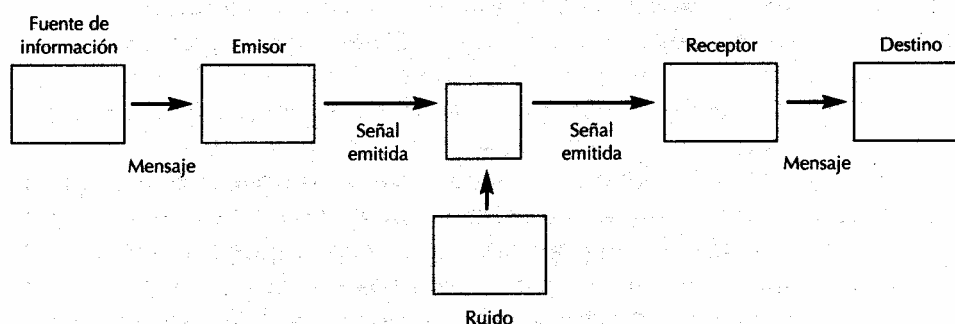 Fuente de
información
Emisor
Receptor
Destino
Mensaje
Señal
emitida
Señal
emitida
Mensaje
Ruido